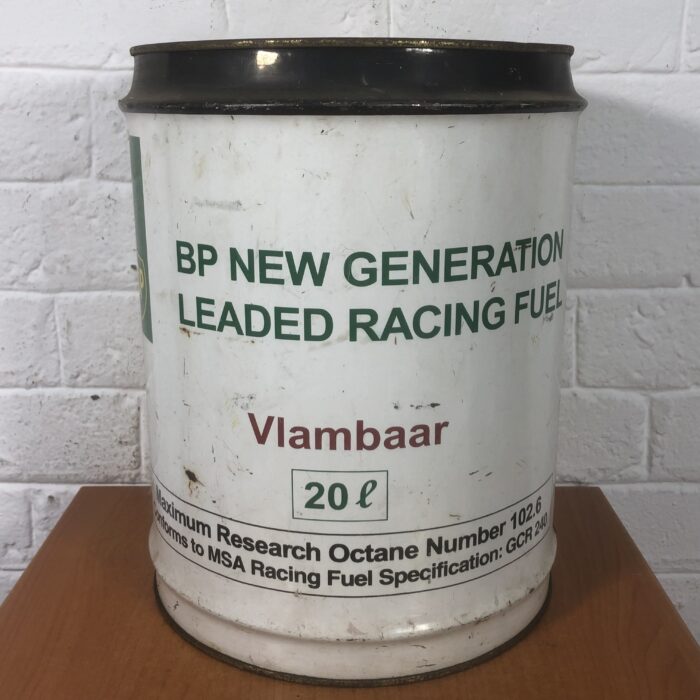 BP NEW GENERATION
LEADED RACING FUEL
Vlambaar
20 ℓ
Maximum Research Octane Number 102.6
to MSA Racing Fuel Specification: GCR 240